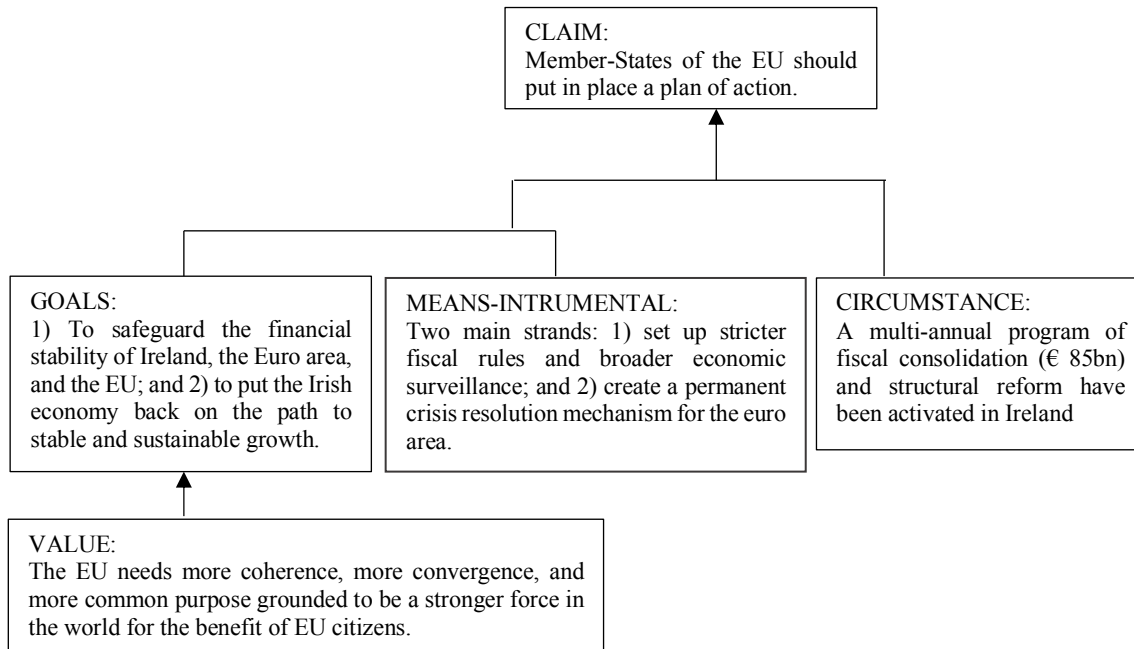 CLAIM:
Member-States of the EU should
put in place a plan of action.
GOALS:
1) To safeguard the financial
stability of Ireland, the Euro area,
and the EU; and 2) to put the Irish
economy back on the path to
stable and sustainable growth.
MEANS-INTRUMENTAL:
Two main strands: 1) set up stricter
fiscal rules and broader economic
surveillance; and 2) create a permanent
crisis resolution mechanism for the euro
area.
CIRCUMSTANCE:
A multi-annual program of
fiscal consolidation (€ 85bn)
and structural reform have
been activated in Ireland
VALUE:
The EU needs more coherence, more convergence, and
more common purpose grounded to be a stronger force in
the world for the benefit of EU citizens.